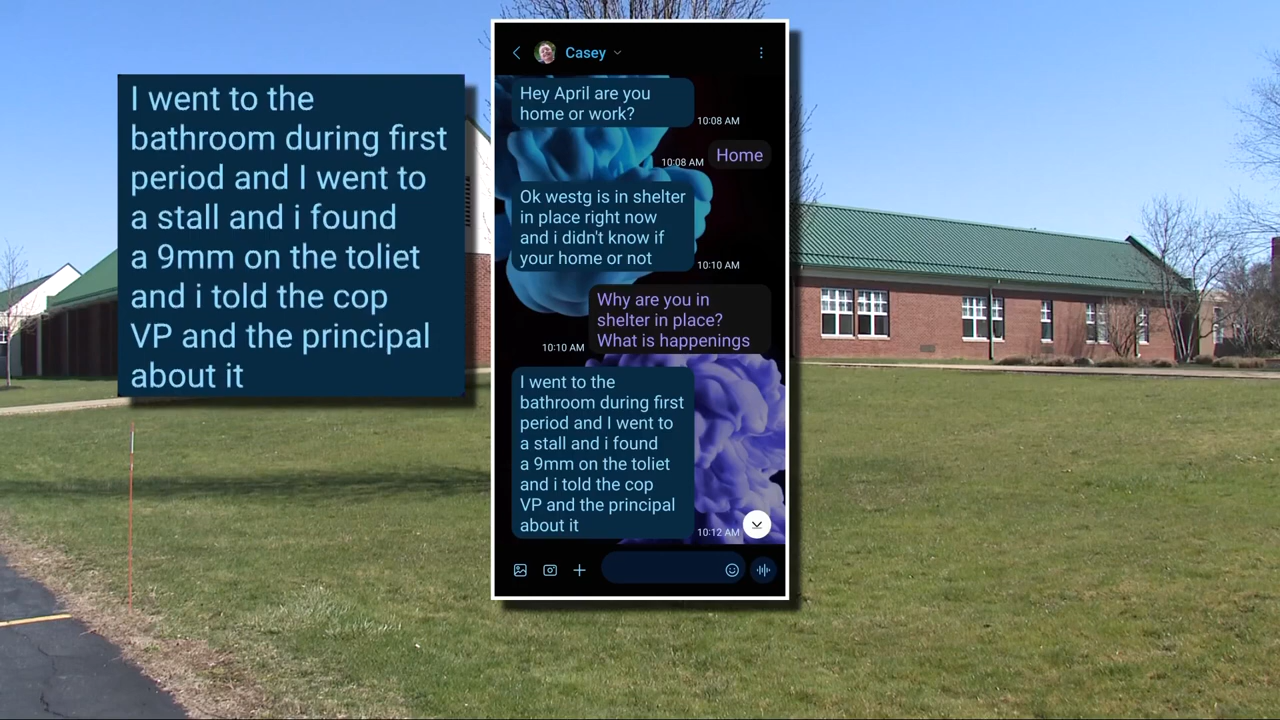 I went to the
bathroom during first
period and I went to
a stall and i found
a 9mm on the toliet
and i told the cop
VP and the principal
about it
Casey
Hey April are you
home or work?
10:08 AM
Home
10:08 AM
Ok westg is in shelter
in place right now
and i didn't know if
your home or not
10:10 AM
Why are you in
shelter in place?
What is happenings
10:10 AM
I went to the
bathroom during first
period and I went to
a stall and i found
a 9mm on the toliet
and i told the cop
VP and the principal
about it
10:12 AM